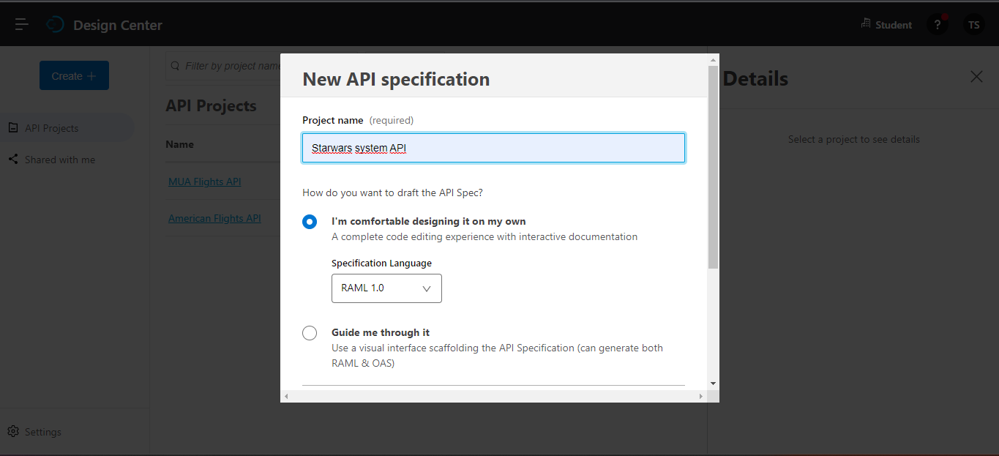 Design Center
Student
?
TS
Create +
Filter by project name
API Projects
Shared with me
Settings
API Projects
Name
MUA Flights API
American Flights API
New API specification
Project name (required)
Starwars system API
How do you want to draft the API Spec?
I'm comfortable designing it on my own
A complete code editing experience with interactive documentation
Specification Language
RAML 1.0
Guide me through it
Use a visual interface scaffolding the API Specification (can generate both
RAML & OAS)
Details
Select a project to see details